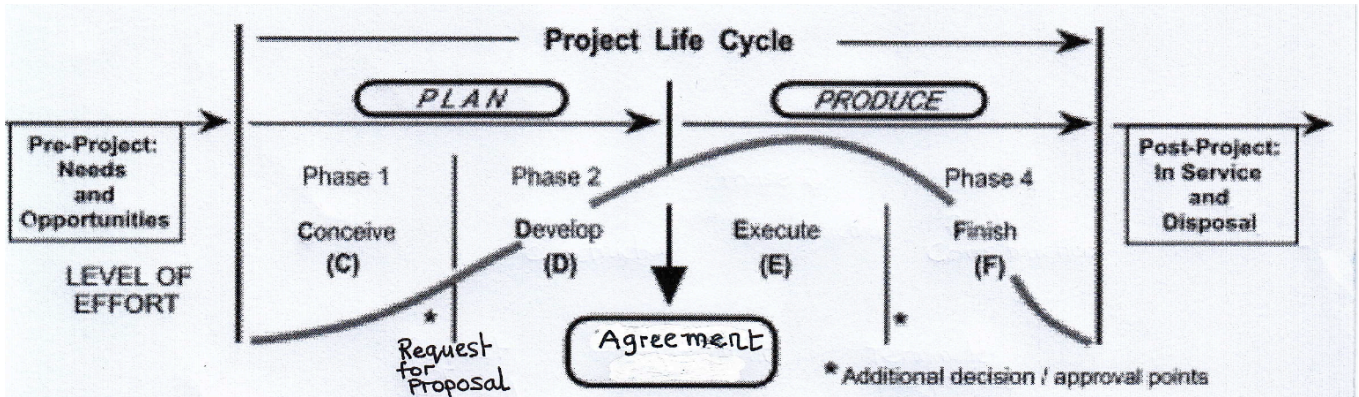 Project Life Cycle
PLAN
PRODUCE
Pre-Project:
Needs
and
Opportunities
Phase 1
Phase 2
Phase 4
Post-Project:
In Service
and
Disposal
Conceive
(C)
Develop
(D)
Execute
(E)
Finish
(F)
LEVEL OF
EFFORT
*
Request
for
Proposal
Agreement
*
* Additional decision / approval points